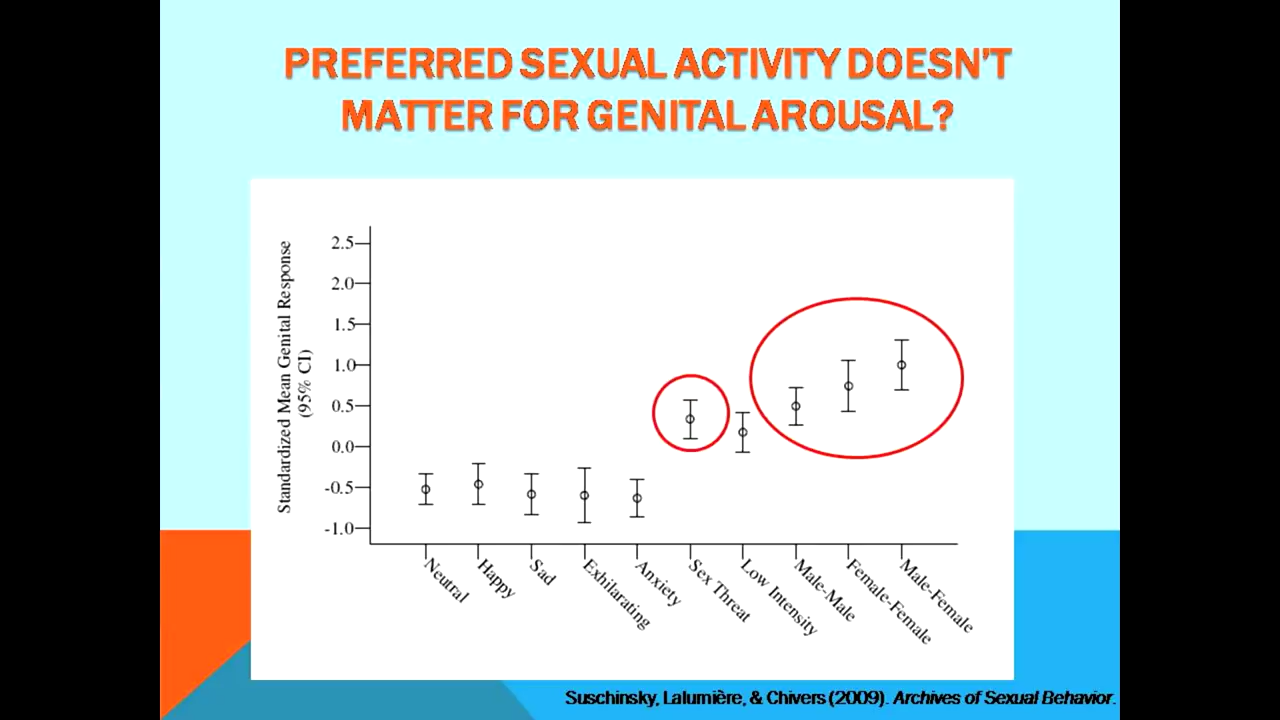 PREFERRED SEXUAL ACTIVITY DOESN'T
MATTER FOR GENITAL AROUSAL?
Standardized Mean Genital Response
(95% CI)
2.5
2.0
1.5
1.0
0.5
0.0
-0.5
-1.0
Neutral
Happy
Sad
Exhilarating
Anxiety
Sex Threat
Low Intensity
Male-Male
Female-Female
Male-Female
Suschinsky, Lalumière, & Chivers (2009). Archives of Sexual Behavior.